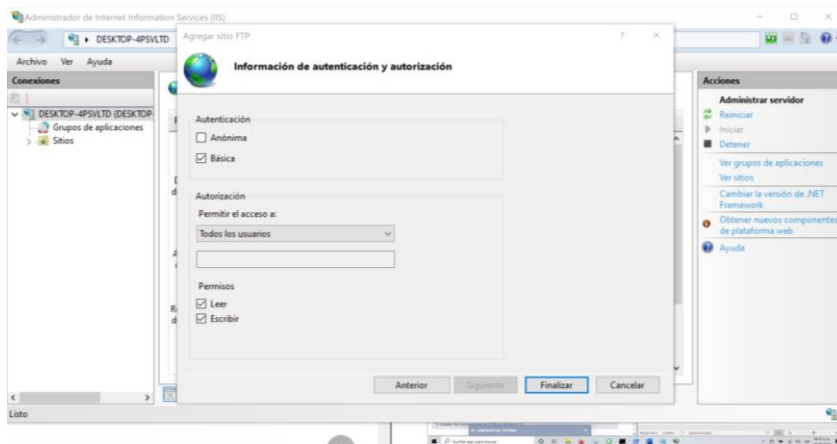 Administrador de Internet Information Services (IIS)
DESKTOP-4PSVLTD
Archivo Ver Ayuda
Conexiones
DESKTOP-4PSVLTD (DESKTOP-
Grupos de aplicaciones
Sitios
Listo
Agregar sitio FTP
Información de autenticación y autorización
Autenticación
Anónima
Básica
Autorización
Permitir el acceso a:
Todos los usuarios
Permisos
Leer
Escribir
Anterior
Siguiente
Finalizar
Cancelar
Acciones
Administrar servidor
Reiniciar
Iniciar
Detener
Ver grupos de aplicaciones
Ver sitios
Cambiar la versión de .NET
Framework
Obtener nuevos componentes
de plataforma web
Ayuda